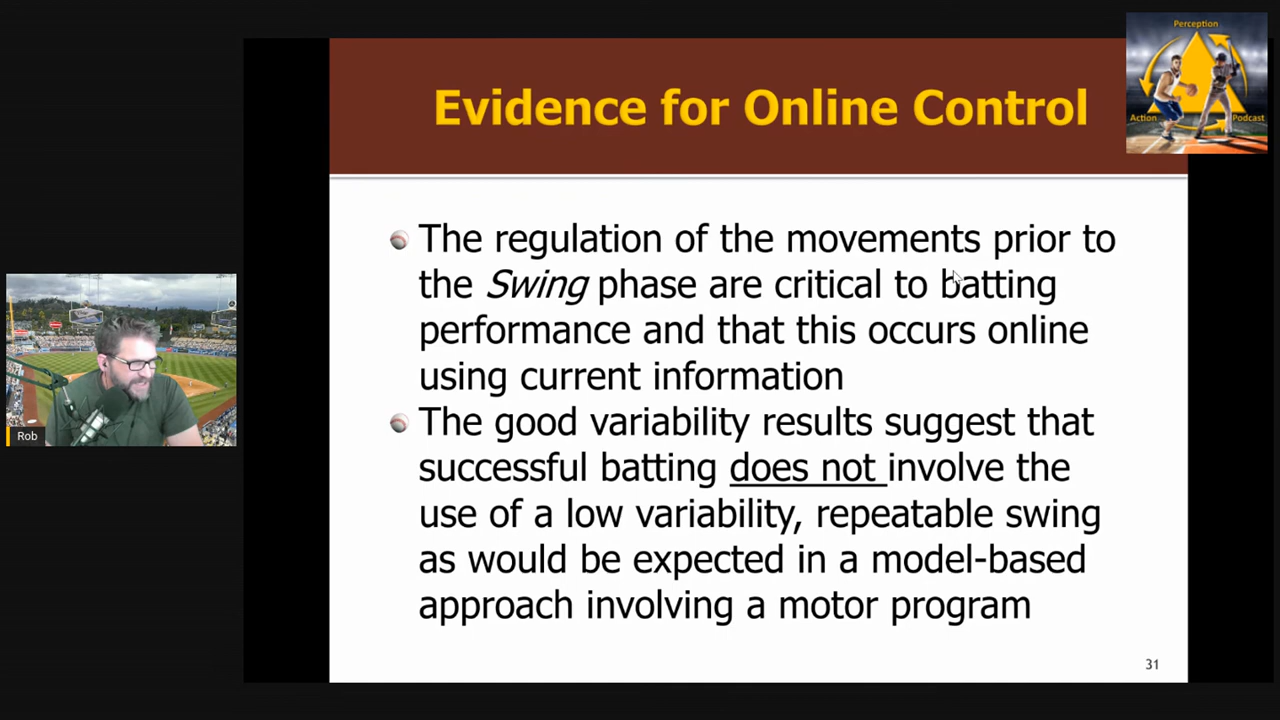 Evidence for Online Control
Perception
Action
Podcast
The regulation of the movements prior to
the Swing phase are critical to batting
performance and that this occurs online
using current information
The good variability results suggest that
successful batting does not involve the
use of a low variability, repeatable swing
as would be expected in a model-based
approach involving a motor program
Rob
31